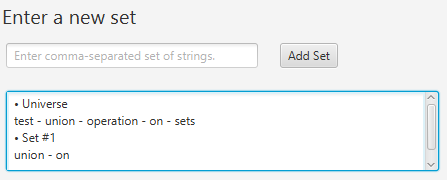 Enter a new set
Enter comma-separated set of strings.
Add Set
• Universe
test - union - operation - on - sets
• Set #1
union - on